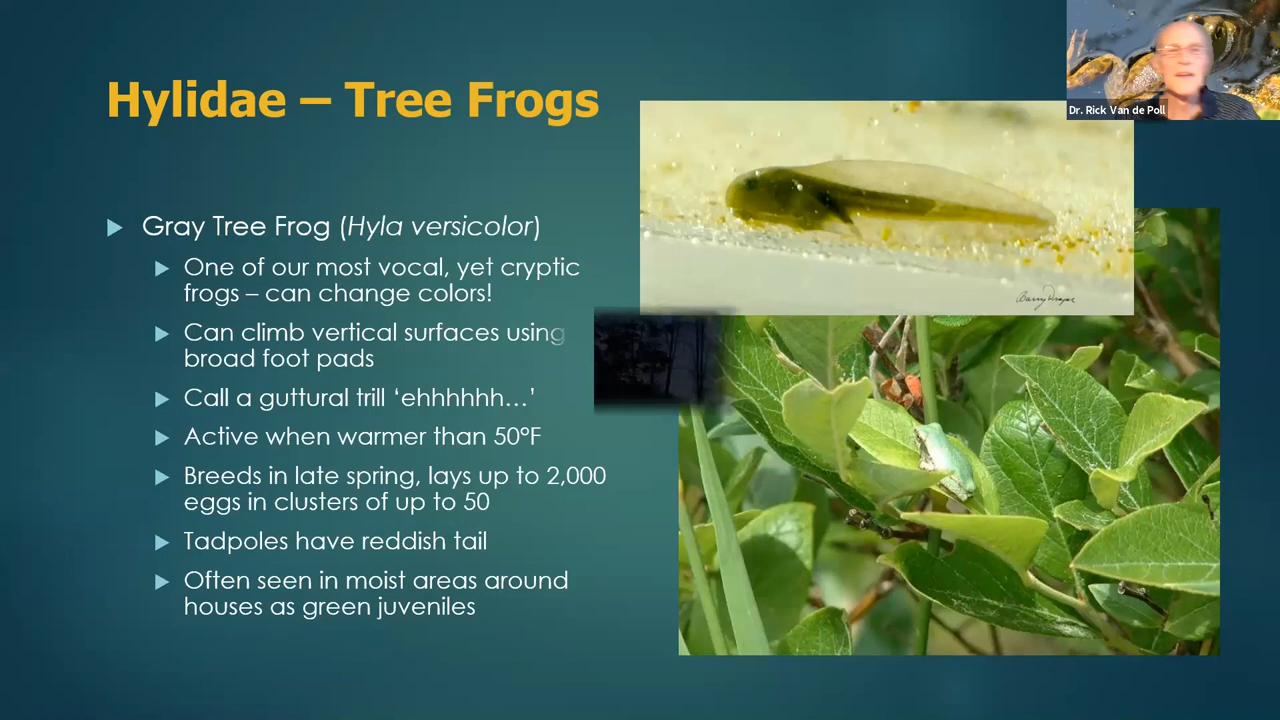 Dr. Rick Van de Poll
Hylidae – Tree Frogs
Gray Tree Frog (Hyla versicolor)
One of our most vocal, yet cryptic
frogs – can change colors!
Can climb vertical surfaces using
broad foot pads
Call a guttural trill ‘ehhhhhh…’
Active when warmer than 50°F
Breeds in late spring, lays up to 2,000
eggs in clusters of up to 50
Tadpoles have reddish tail
Often seen in moist areas around
houses as green juveniles